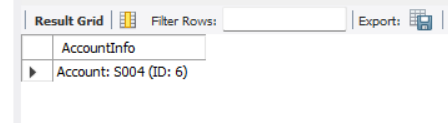 Result Grid Filter Rows: Export:
AccountInfo
Account: S004 (ID: 6)